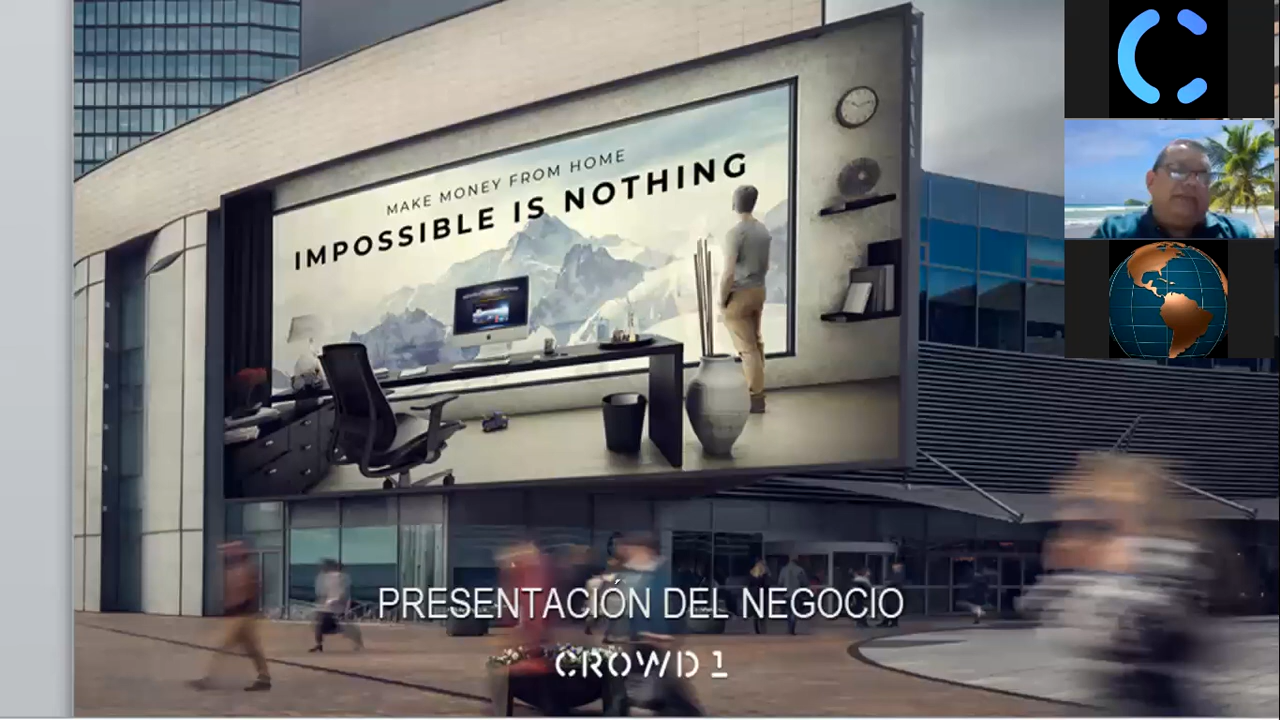 MAKE MONEY FROM HOME
IMPOSSIBLE IS NOTHING
PRESENTACIÓN DEL NEGOCIO
CROWD 1